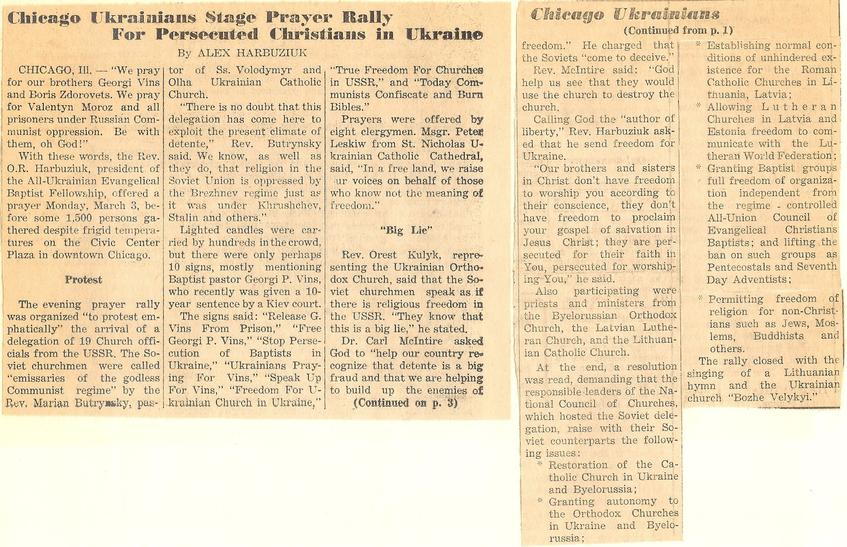 Chicago Ukrainians Stage Prayer Rally
For Persecuted Christians in Ukraine
By ALEX HARBUZIUK
CHICAGO, Ill. — "We pray
for our brothers Georgi Vins
and Boris Zdorovets. We pray
for Valentyn Moroz and all
prisoners under Russian Com-
munist oppression. Be with
them, oh God!"
With these words, the Rev.
O.R. Harbuziuk, president of
the All-Ukrainian Evangelical
Baptist Fellowship, offered a
prayer Monday, March 3, be-
fore some 1,500 persons ga-
thered despite frigid tempera-
tures on the Civic Center
Plaza in downtown Chicago.
Protest
The evening prayer rally
was organized "to protest em-
phatically" the arrival of a
delegation of 19 Church offi-
cials from the USSR. The So-
viet churchmen were called
"emissaries of the godless
Communist regime" by the
Rev. Marian Butrynsky, pas-
tor of Ss. Volodymyr and
Olha Ukrainian Catholic
Church.
"There is no doubt that this
delegation has come here to
exploit the present climate of
detente," Rev. Butrynsky
said. We know, as well as
they do, that religion in the
Soviet Union is oppressed by
the Brezhnev regime just as
it was under Khrushchev,
Stalin and others."
Lighted candles were car-
ried by hundreds in the crowd,
but there were only perhaps
10 signs, mostly mentioning
Baptist pastor Georgi P. Vins,
who recently was given a 10-
year sentence by a Kiev court.
The signs said: "Release G.
Vins From Prison," "Free
Georgi P. Vins," "Stop Perse-
cution of Baptists in
Ukraine," "Ukrainians Pray-
ing For Vins," "Speak Up
For Vins," "Freedom For U-
krainian Church in Ukraine,"
"True Freedom For Churches
in USSR," and "Today Com-
munists Confiscate and Burn
Bibles."
Prayers were offered by
eight clergymen. Msgr. Peter
Leskiw from St. Nicholas U-
krainian Catholic Cathedral,
said, "In a free land, we raise
ur voices on behalf of those
who know not the meaning of
freedom."
"Big Lie"
Rev. Orest Kulyk, repre-
senting the Ukrainian Ortho-
dox Church, said that the So-
viet churchmen speak as if
there is religious freedom in
the USSR. "They know that
this is a big lie", he stated.
Dr. Carl McIntire asked
God to "help our country re-
cognize that detente is a big
fraud and that we are helping
to build up the enemies of
(Continued on p. 3)
Chicago Ukrainians
(Continued from p. 1)
freedom." He charged that
the Soviets "come to deceive."
Rev. McIntire said: "God
help us see that they would
use the church to destroy the
church.
Calling God the "author of
liberty," Rev. Harbuziuk ask-
ed that he send freedom for
Ukraine.
"Our brothers and sisters
in Christ don't have freedom
to worship you according to
their conscience, they don't
have freedom to proclaim
your gospel of salvation in
Jesus Christ; they are per-
secuted for their faith in
You, persecuted for worship-
ing You," he said.
Also participating were
priests and ministers from
the Byelorussian Orthodox
Church, the Latvian Luthe-
ran Church, and the Lithuan-
ian Catholic Church.
At the end, a resolution
was read, demanding that the
responsible leaders of the Na-
tional Council of Churches,
which hosted the Soviet dele-
gation, raise with their So-
viet counterparts the follow-
ing issues:
* Restoration of the Ca-
tholic Church in Ukraine
and Byelorussia;
* Granting autonomy to
the Orthodox Churches
in Ukraine and Byelo-
russia;
* Establishing normal con-
ditions of unhindered ex-
istence for the Roman
Catholic Churches in Li-
thuania, Latvia;
* Allowing Lutheran
Churches in Latvia and
Estonia freedom to com-
municate with the Lu-
theran World Federation;
* Granting Baptist groups
full freedom of organiza-
tion independent from
the regime - controlled
All-Union Council of
Evangelical Christians
Baptists; and lifting the
ban on such groups as
Pentecostals and Seventh
Day Adventists;
* Permitting freedom of
religion for non-Christ-
ians such as Jews, Mos-
lems, Buddhists and
others.
The rally closed with the
singing of a Lithuanian
hymn and the Ukrainian
church "Bozhe Velykyi."